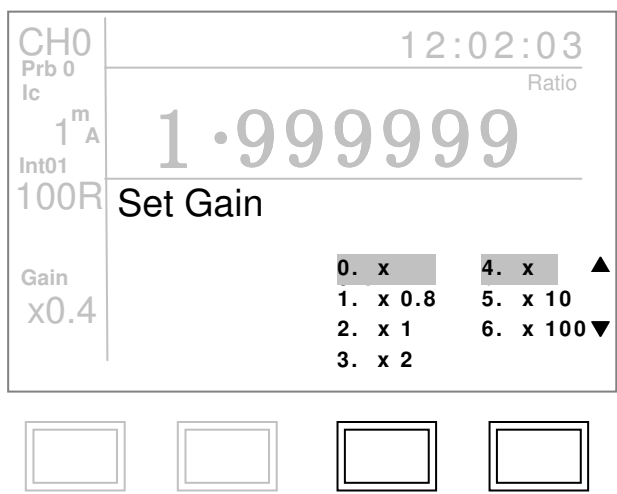 CH0
12:02:03
Prb 0
Ratio
Ic
1 m A
1.999999
Int01
100R
Set Gain
0. x
4. x ▲
Gain
1. x 0.8
5. x 10
x0.4
2. x 1
6. x 100 ▼
3. x 2